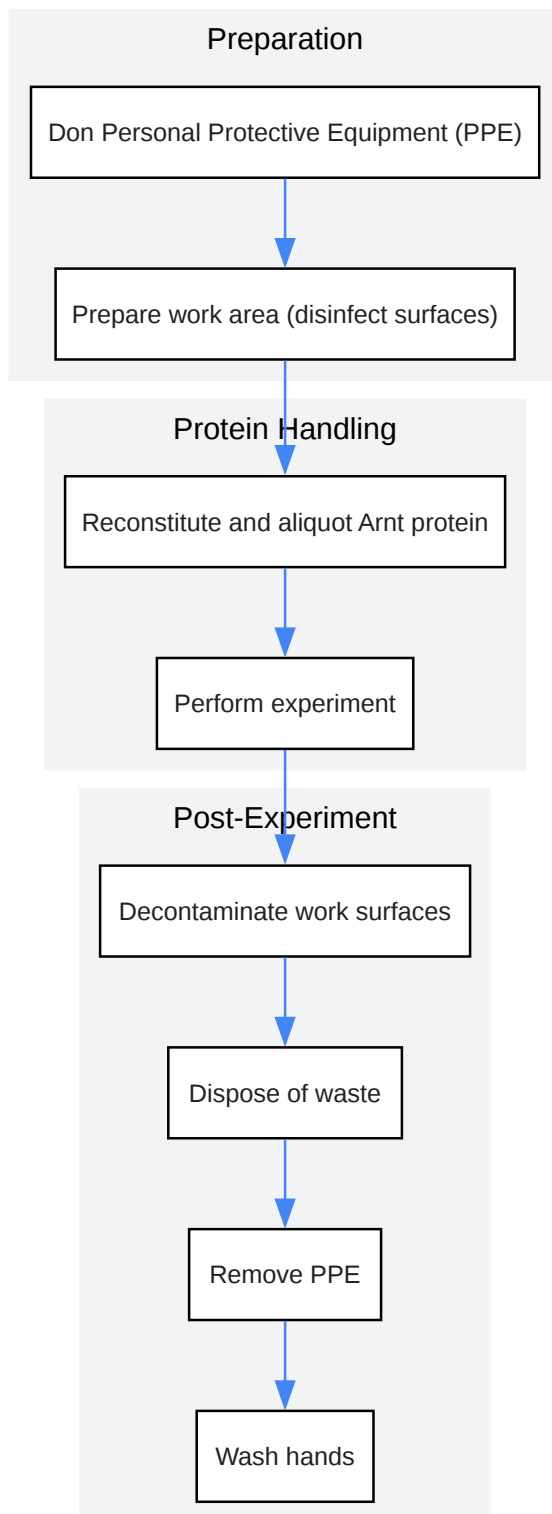 Preparation
Don Personal Protective Equipment (PPE)
Prepare work area (disinfect surfaces)
Protein Handling
Reconstitute and aliquot Arnt protein
Perform experiment
Post-Experiment
Decontaminate work surfaces
Dispose of waste
Remove PPE
Wash hands